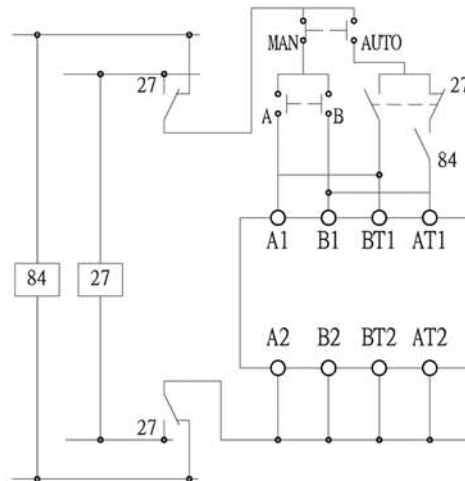 MAN AUTO
27 27
A B
84
A1 B1 BT1 AT1
84 27
A2 B2 BT2 AT2
27